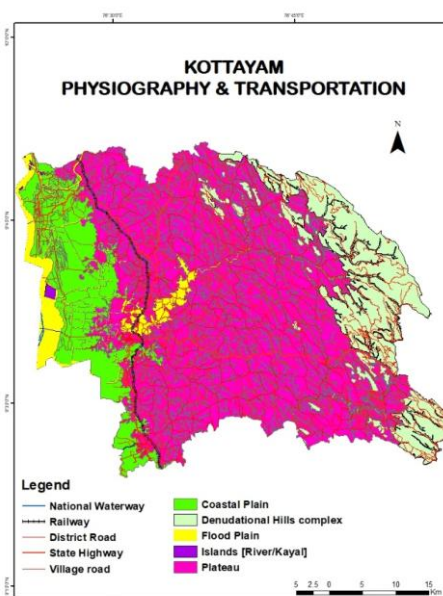 KOTTAYAM
PHYSIOGRAPHY & TRANSPORTATION
N
Legend
National Waterway
Railway
District Road
State Highway
Village road
Coastal Plain
Denudational Hills complex
Flood Plain
Islands [River/Kayal]
Plateau
5 2.5 0 5 10 15
Km